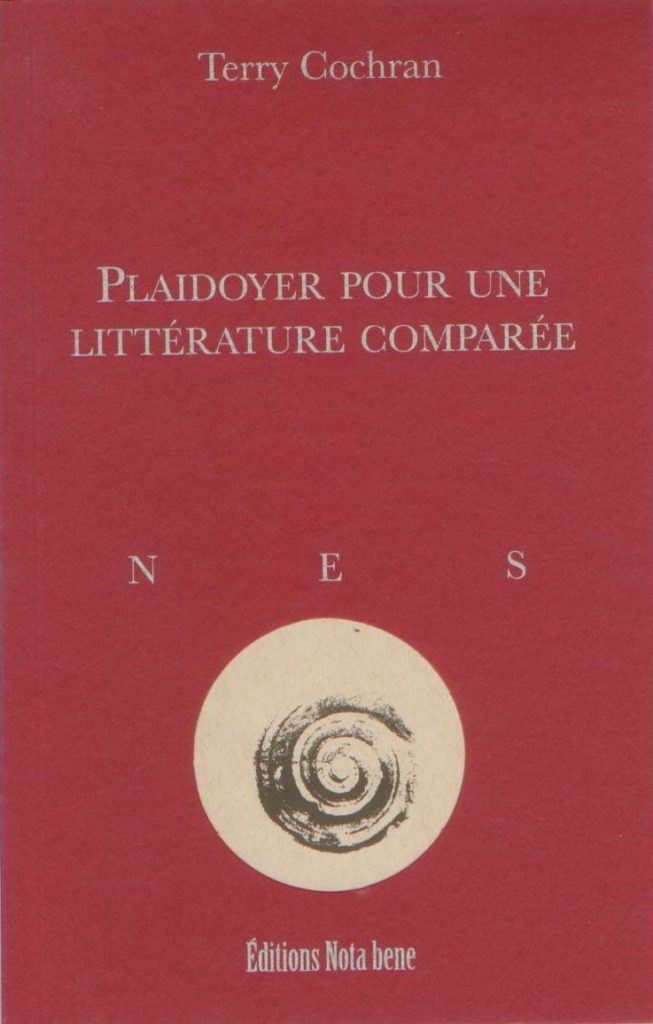 Terry Cochran
PLAIDOYER POUR UNE
LITTÉRATURE COMPARÉE
N E S
Éditions Nota bene